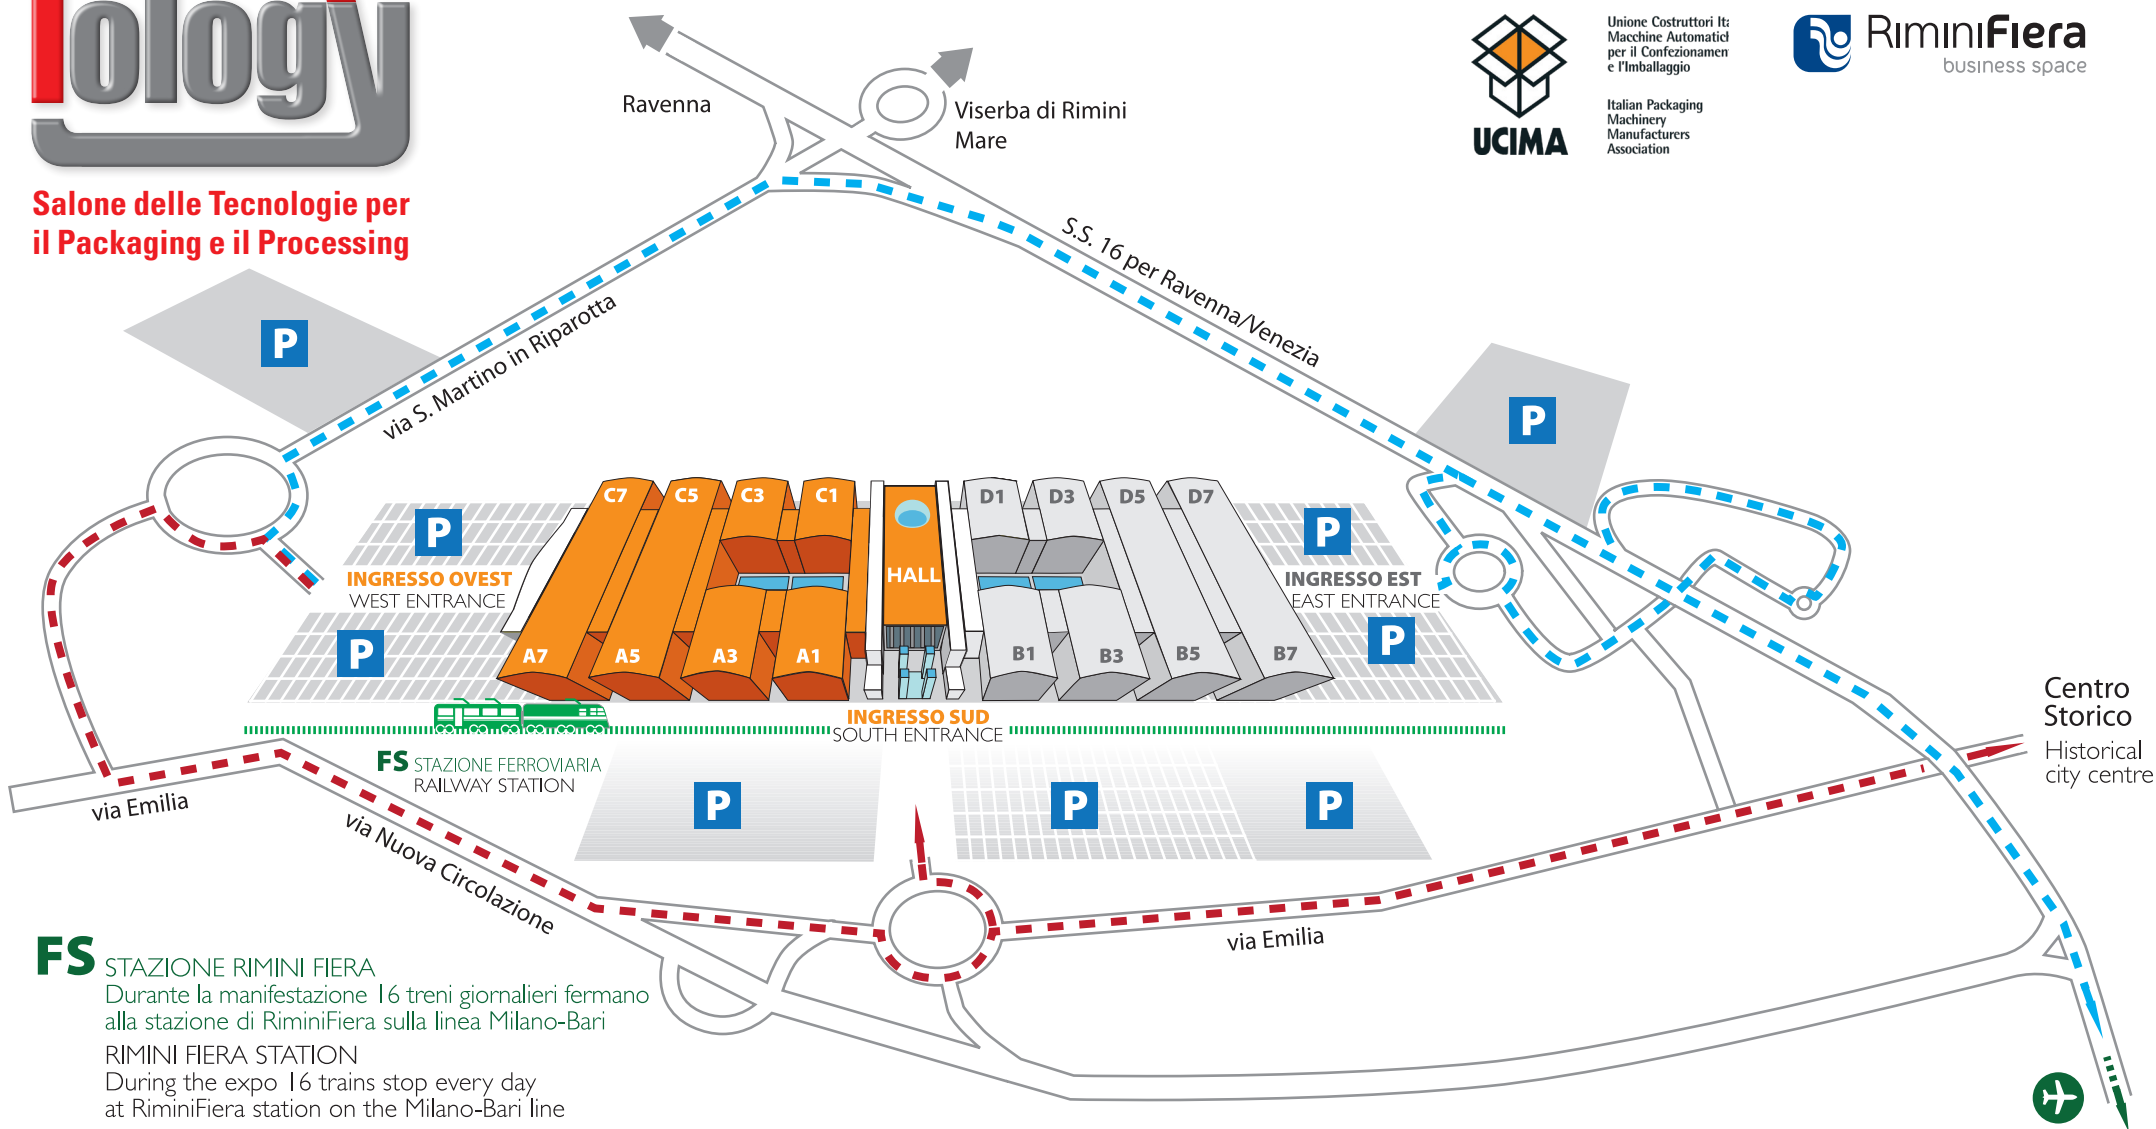 Salone delle Tecnologie per
il Packaging e il Processing
Ravenna
Viserba di Rimini
Mare
UCIMA
Macchine Automatich
e l'Imballaggio
Italian Packaging
Machinery
Manufacturers
Association
RiminiFiera
business space
S.S. 16 per Ravenna/Venezia
via S. Martino in Riparotta
P
P
C7
C5
C3
C1
D1
D3
D5
D7
P
P
HALL
INGRESSO OVEST
WEST ENTRANCE
INGRESSO EST
EAST ENTRANCE
P
P
A7
A5
A3
A1
B1
B3
B5
B7
INGRESSO SUD
SOUTH ENTRANCE
FS STAZIONE FERROVIARIA
RAILWAY STATION
P
P
P
Centro
Storico
Historical
city centre
via Emilia
via Nuova Circolazione
via Emilia
FS STAZIONE RIMINI FIERA
Durante la manifestazione 16 treni giornalieri fermano
alla stazione di RiminiFiera sulla linea Milano-Bari
RIMINI FIERA STATION
During the expo 16 trains stop every day
at RiminiFiera station on the Milano-Bari line